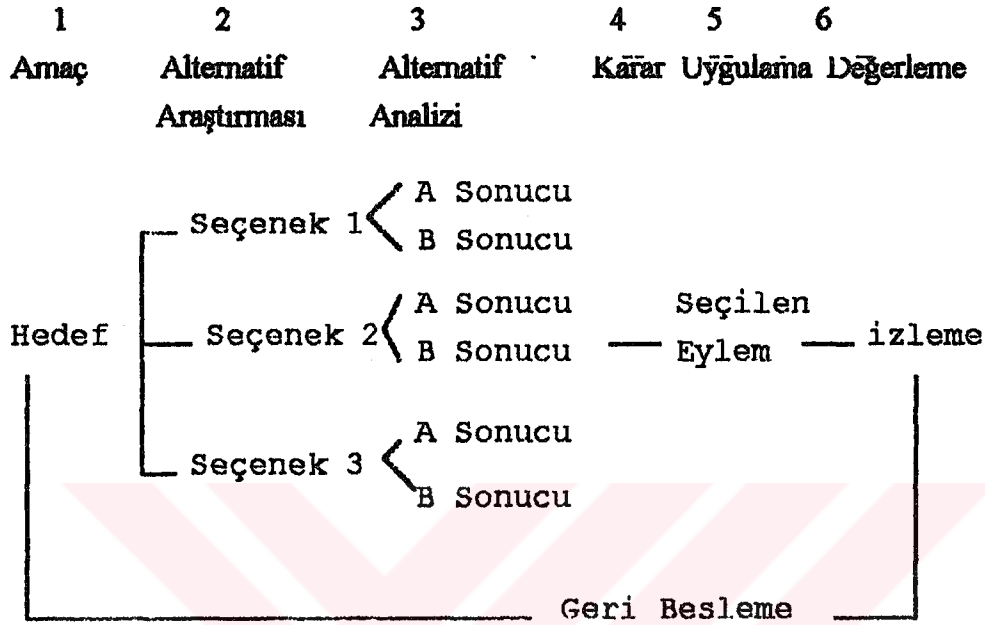 1 2 3 4 5 6
Amaç Alternatif Alternatif Karar Uygulama Değerleme
Araştırması Analizi
A Sonucu
Seçenek 1
B Sonucu
A Sonucu Seçilen
Hedef Seçenek 2 izleme
B Sonucu Eylem
A Sonucu
Seçenek 3
B Sonucu
Geri Besleme